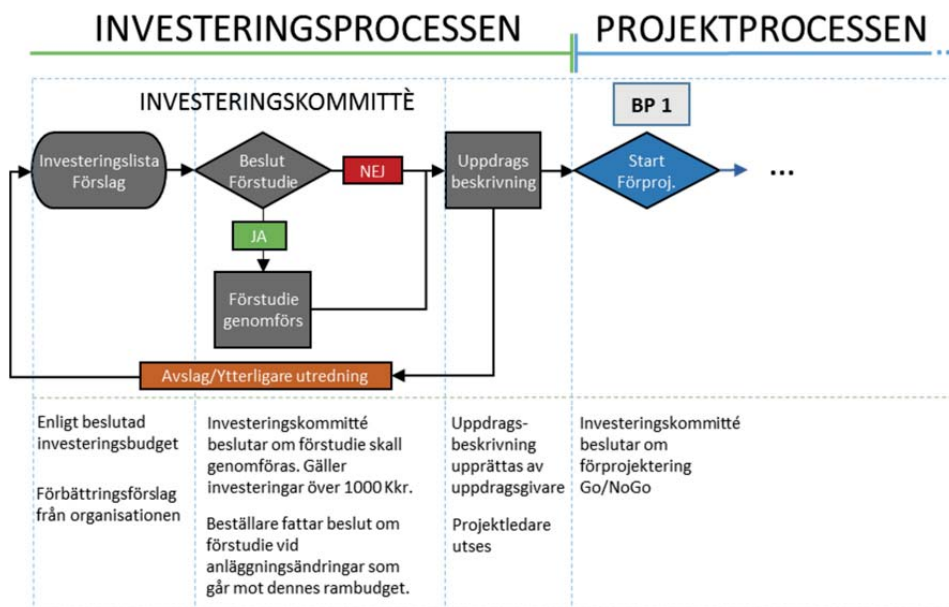 INVESTERINGSPROCESSEN
PROJEKTPROCESSEN
INVESTERINGSKOMMITTÈ
BP 1
Investeringslista
Förslag
Beslut
Förstudie
NEJ
Uppdrags
beskrivning
Start
Förproj.
...
JA
Förstudie
genomförs
Avslag/Ytterligare utredning
Enligt beslutad
investeringsbudget
Förbättringsförslag
från organisationen
Investeringskommitté
beslutar om förstudie skall
genomföras. Gäller
investeringar över 1000 Kkr.
Beställare fattar beslut om
förstudie vid
anläggningsändringar som
går mot dennes rambudget.
Uppdrags-
beskrivning
upprättas av
uppdragsgivare
Projektledare
utses
Investeringskommitté
beslutar om
förprojektering
Go/NoGo